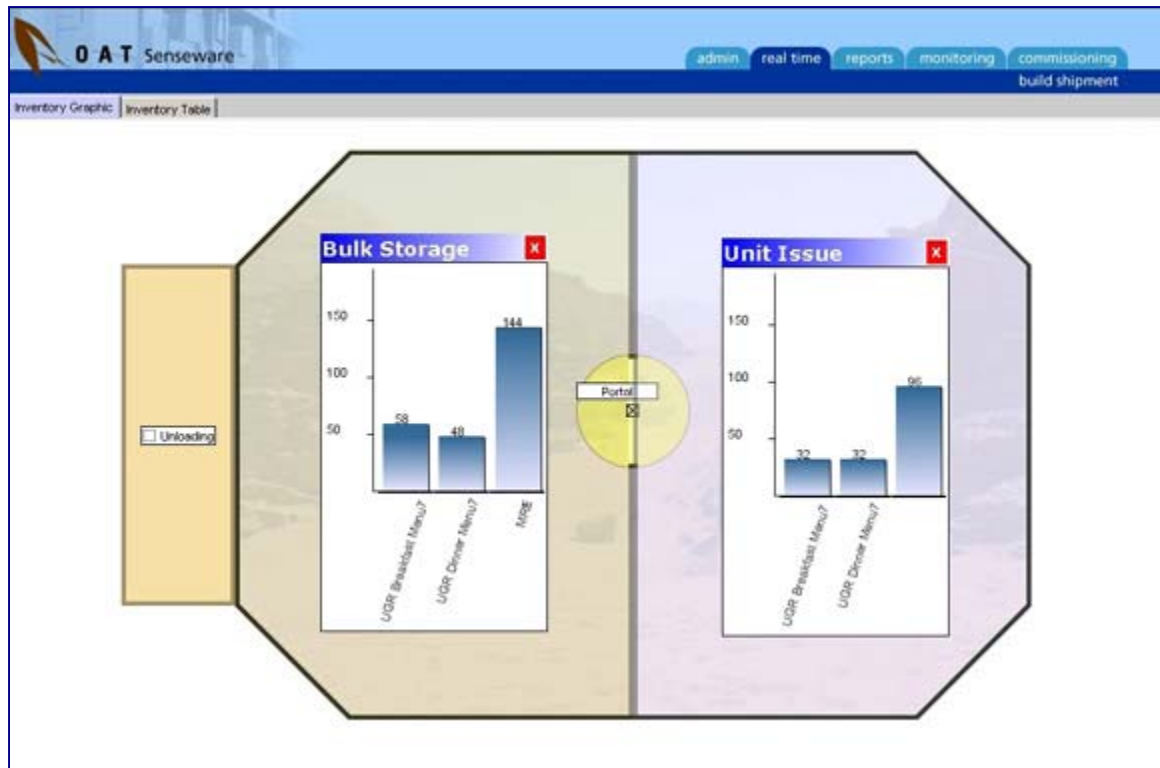 OAT Senseware
admin real time reports monitoring commissioning
build shipment
Inventory Graphic Inventory Table
Bulk Storage x
150
100
50
58
48
144
UGR Breakfast Menu7
UGR Dinner Menu7
MRE
Unloading
Portal
Unit Issue x
150
100
50
32
32
96
UGR Breakfast Menu7
UGR Dinner Menu7